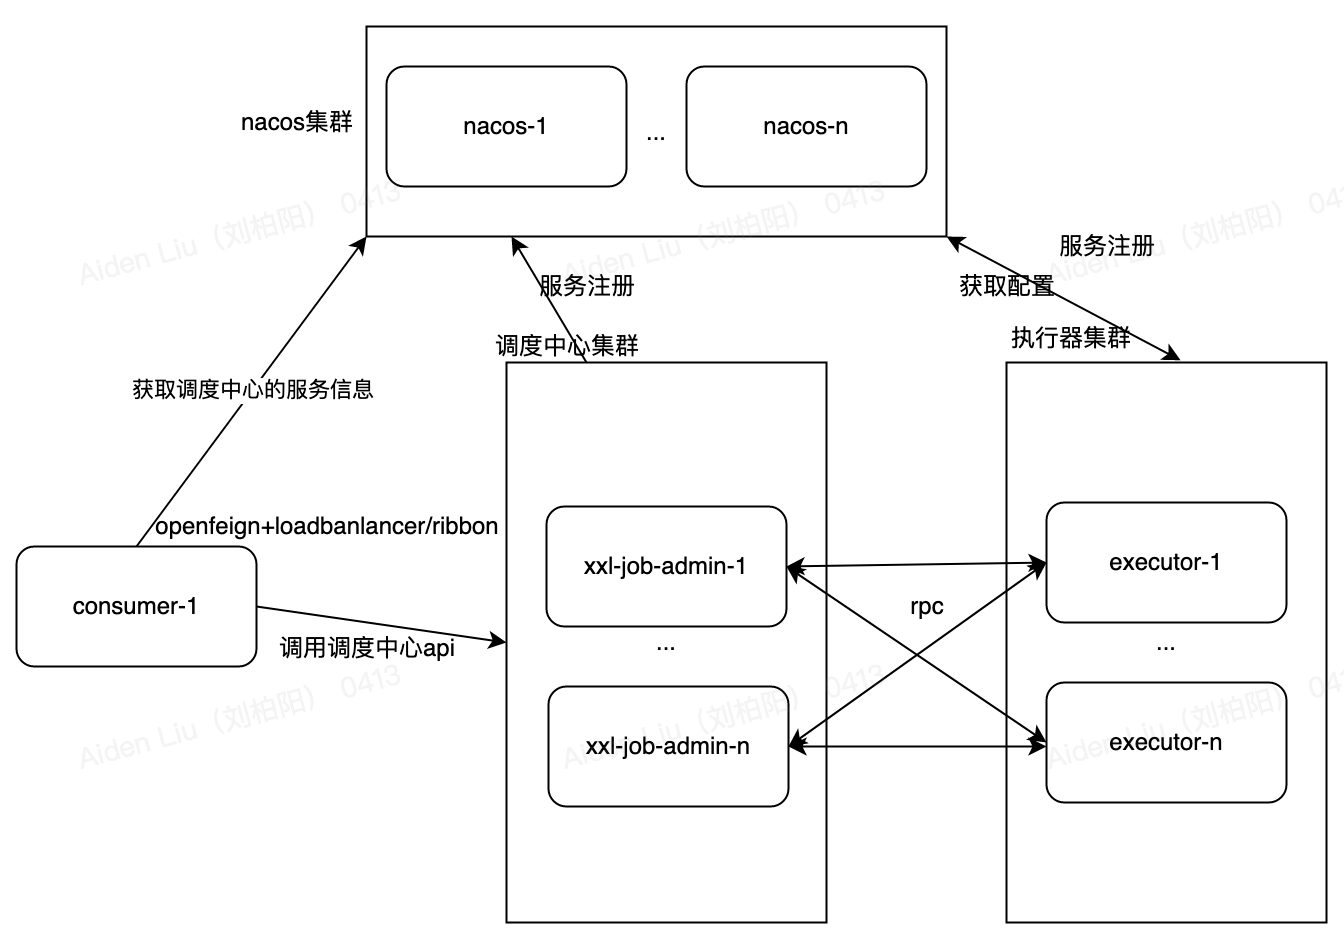 nacos集群
nacos-1
...
nacos-n
Aiden Liu（刘柏阳） 0413
Aiden Liu（刘柏阳） 0413
Aiden Liu（刘柏阳） 041
服务注册
服务注册
获取配置
调度中心集群
执行器集群
获取调度中心的服务信息
openfeign+loadbanlancer/ribbon
consumer-1
调用调度中心api
xxl-job-admin-1
rpc
executor-1
...
...
Aiden Liu（刘柏阳） 0413
Aiden Liu（刘柏阳） 0413
Aiden Liu（刘柏阳） 041
xxl-job-admin-n
executor-n